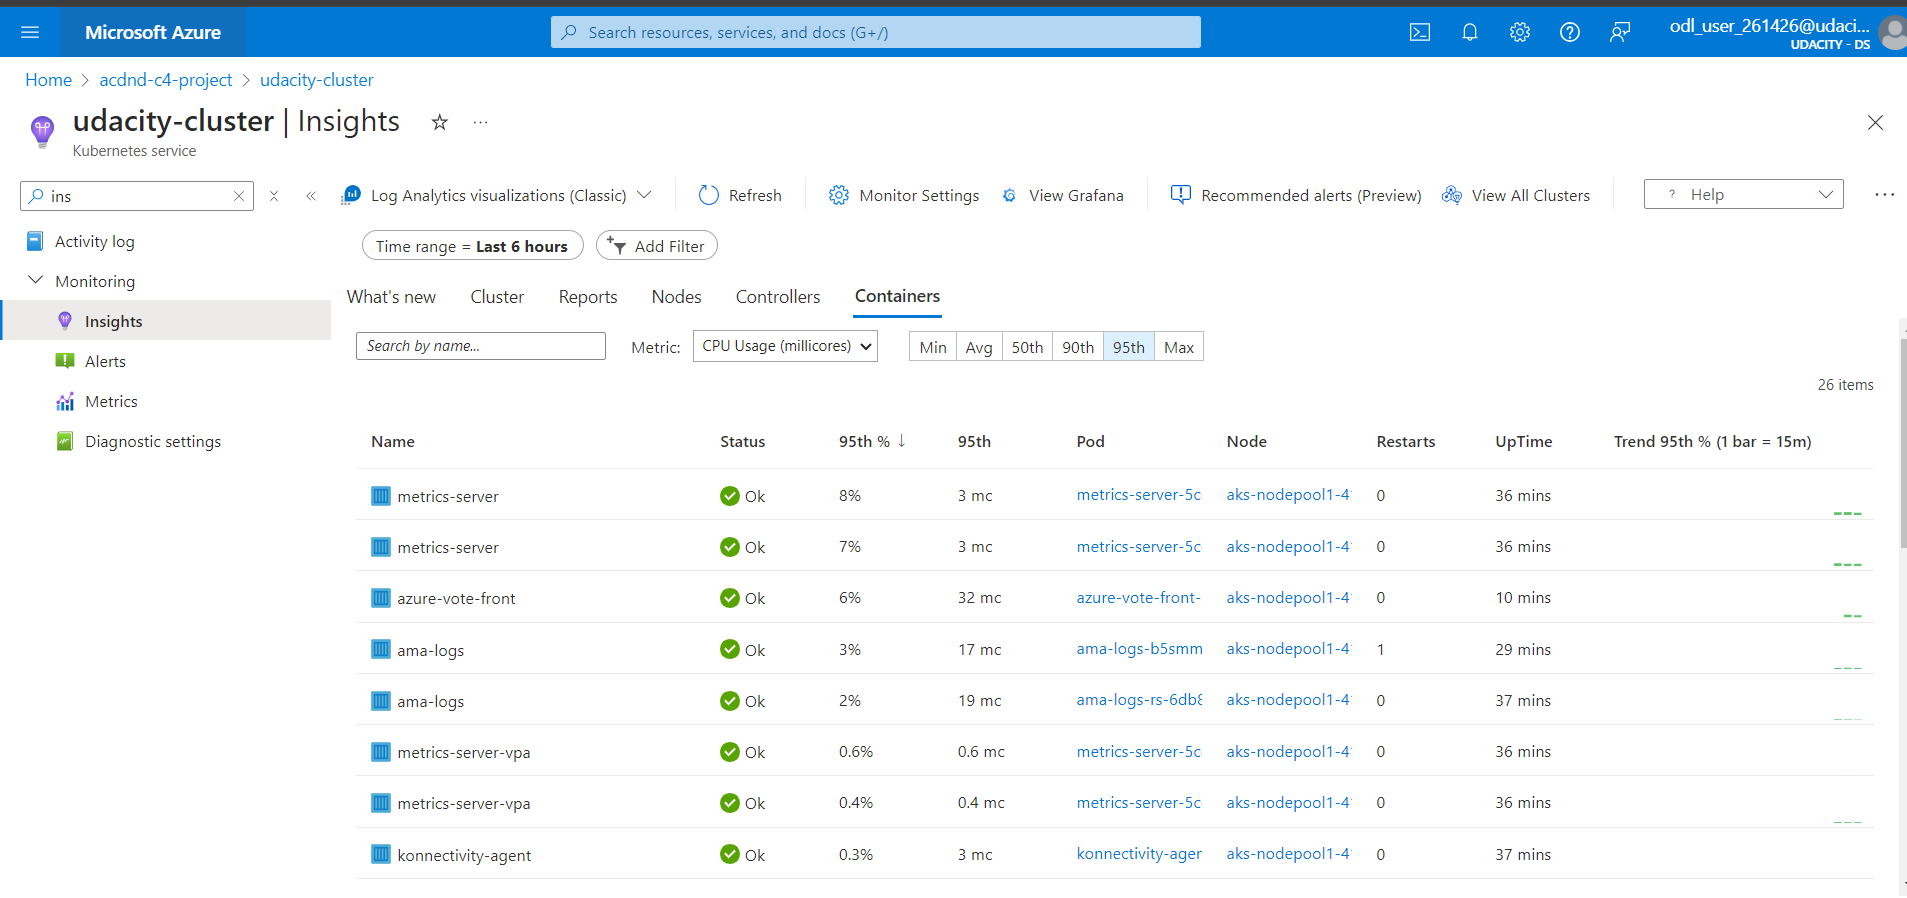 Microsoft Azure
Search resources, services, and docs (G+/)
odl_user_261426@udaci...
UDACITY - DS
Home > acdnd-c4-project > udacity-cluster
udacity-cluster | Insights
Kubernetes service
ins
Log Analytics visualizations (Classic)
Refresh
Monitor Settings
View Grafana
Recommended alerts (Preview)
View All Clusters
? Help
Activity log
Monitoring
Insights
Alerts
Metrics
Diagnostic settings
Time range = Last 6 hours
Add Filter
What's new Cluster Reports Nodes Controllers Containers
Search by name... Metric: CPU Usage (millicores) Min Avg 50th 90th 95th Max
26 items
Name Status 95th % ↓ 95th Pod Node Restarts UpTime Trend 95th % (1 bar = 15m)
metrics-server Ok 8% 3 mc metrics-server-5c aks-nodepool1-4 0 36 mins
metrics-server Ok 7% 3 mc metrics-server-5c aks-nodepool1-4 0 36 mins
azure-vote-front Ok 6% 32 mc azure-vote-front- aks-nodepool1-4 0 10 mins
ama-logs Ok 3% 17 mc ama-logs-b5smm aks-nodepool1-4 1 29 mins
ama-logs Ok 2% 19 mc ama-logs-rs-6db8 aks-nodepool1-4 0 37 mins
metrics-server-vpa Ok 0.6% 0.6 mc metrics-server-5c aks-nodepool1-4 0 36 mins
metrics-server-vpa Ok 0.4% 0.4 mc metrics-server-5c aks-nodepool1-4 0 36 mins
konnectivity-agent Ok 0.3% 3 mc konnectivity-ager aks-nodepool1-4 0 37 mins